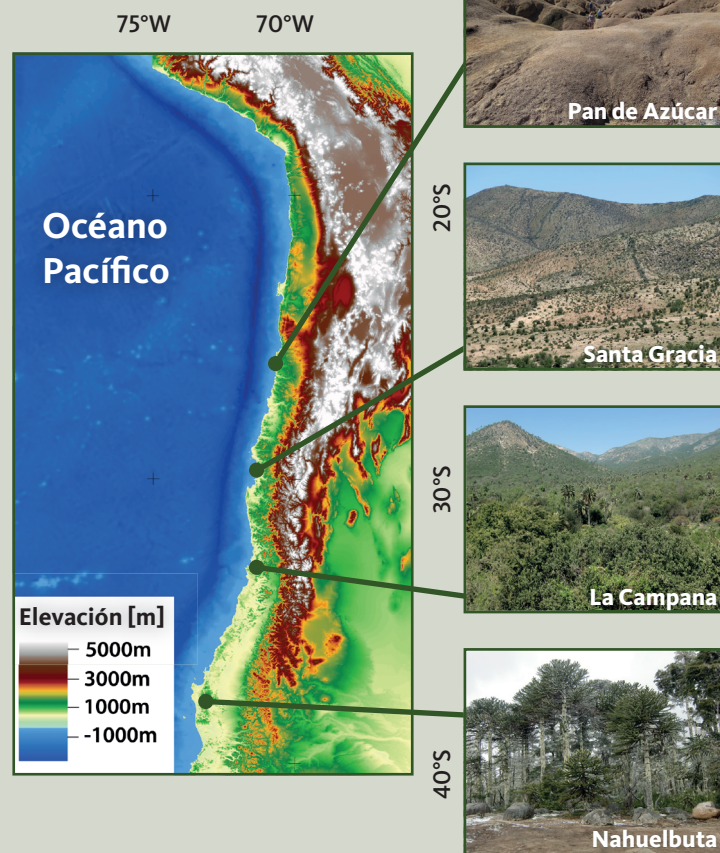 75°W 70°W
Pan de Azúcar
Océano
Pacífico
20°S
Santa Gracia
30°S
La Campana
Elevación [m]
5000m
3000m
1000m
-1000m
40°S
Nahuelbuta